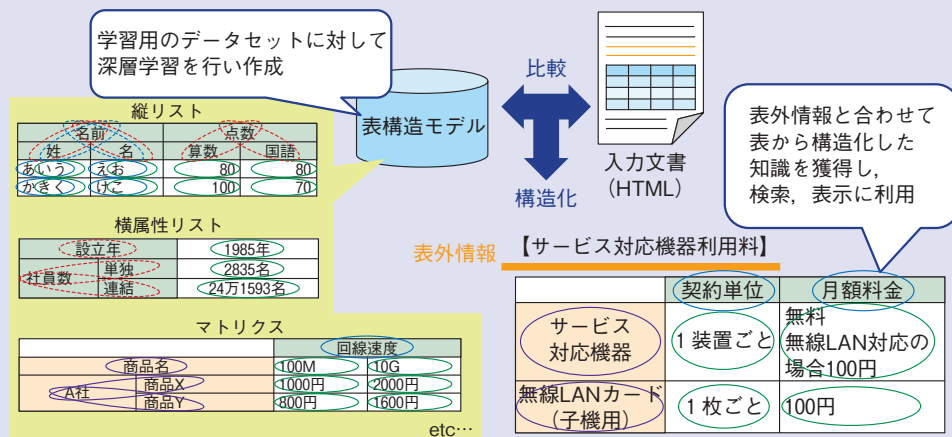 学習用のデータセットに対して
深層学習を行い作成
比較
表構造モデル
構造化
入力文書
（HTML）
表外情報と合わせて
表から構造化した
知識を獲得し，
検索，表示に利用
縦リスト
名前 点数
姓 名 算数 国語
あいう えお 80 80
かきく けこ 100 70
横属性リスト
設立年 1985年
社員数 単独 2835名
連結 24万1593名
マトリクス
回線速度
商品名 100M 10G
A社 商品X 1000円 2000円
商品Y 800円 1600円
etc…
表外情報 【サービス対応機器利用料】
契約単位 月額料金
サービス
対応機器
1装置ごと
無料
無線LAN対応の
場合100円
無線LANカード
（子機用）
1枚ごと
100円